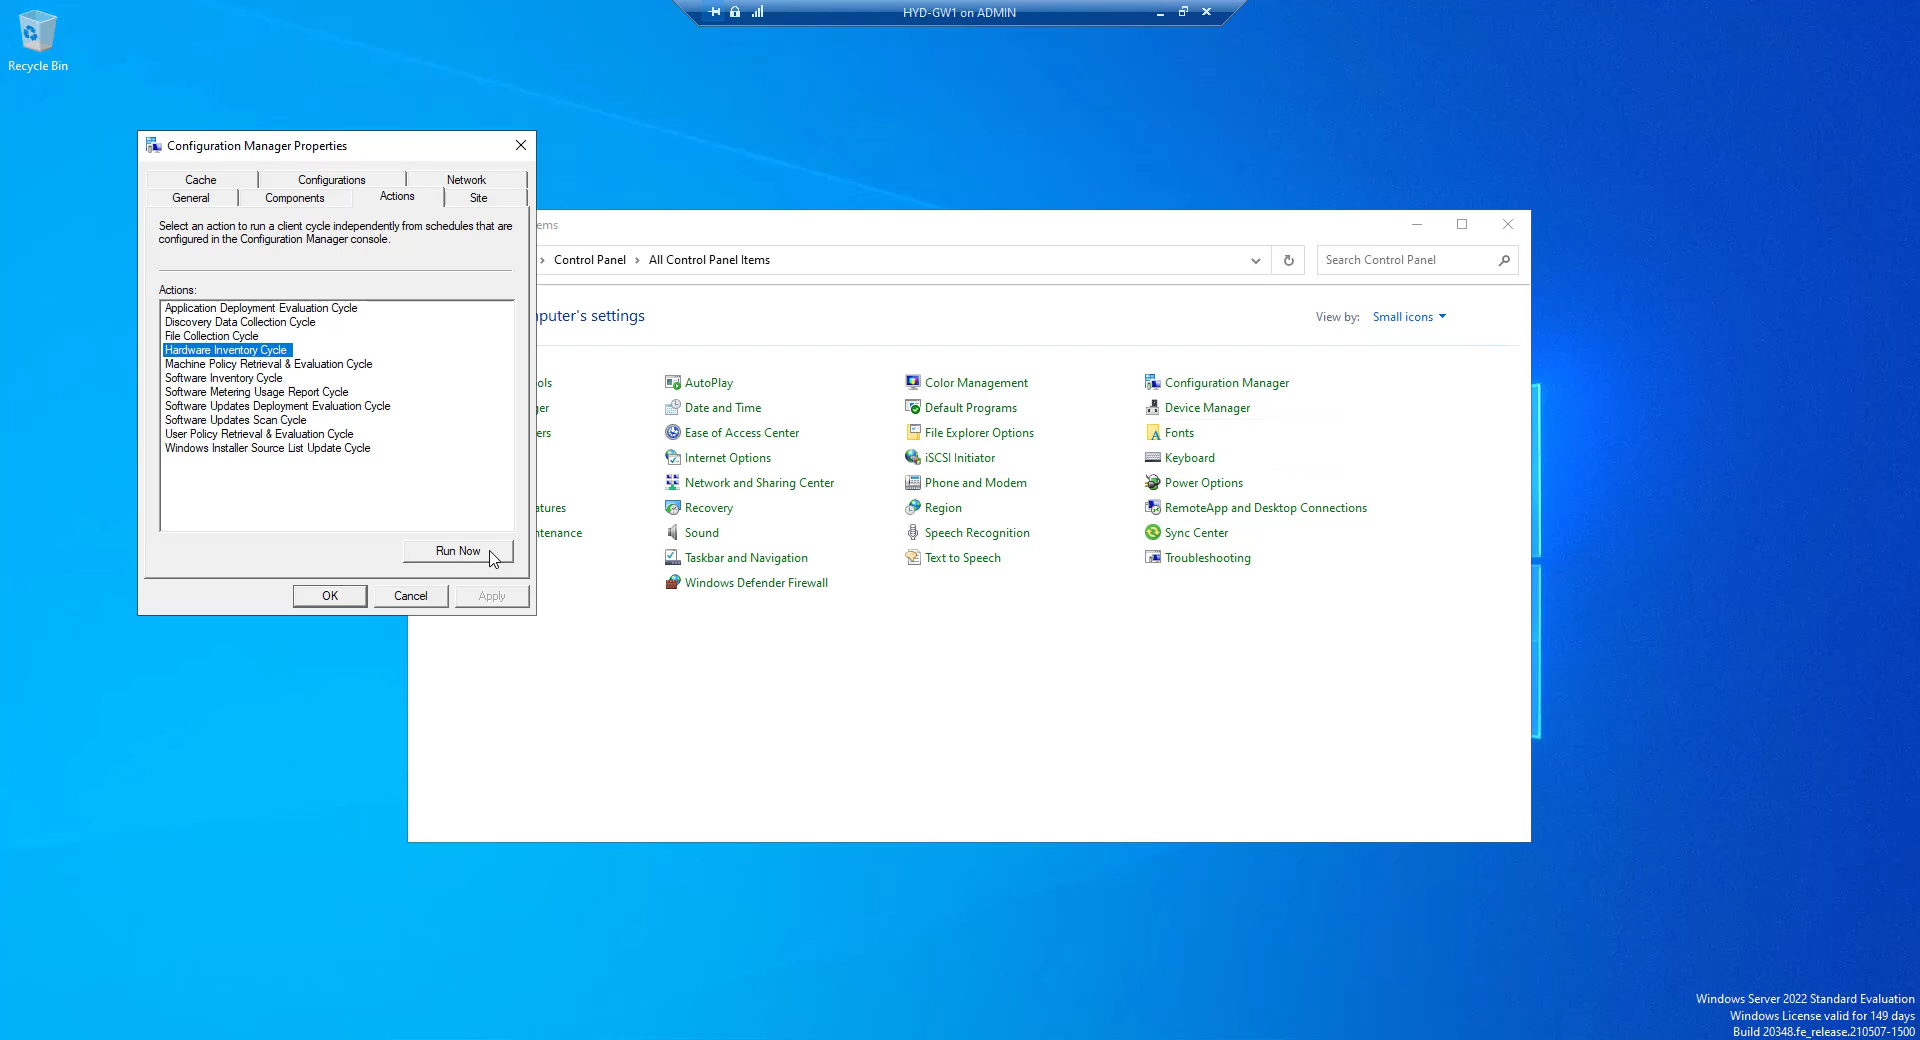 HYD-GW1 on ADMIN
Recycle Bin
Configuration Manager Properties
Cache
Configurations
Network
General
Components
Actions
Site
Select an action to run a client cycle independently from schedules that are
configured in the Configuration Manager console.
Actions:
Application Deployment Evaluation Cycle
Discovery Data Collection Cycle
File Collection Cycle
Hardware Inventory Cycle
Machine Policy Retrieval & Evaluation Cycle
Software Inventory Cycle
Software Metering Usage Report Cycle
Software Updates Deployment Evaluation Cycle
Software Updates Scan Cycle
User Policy Retrieval & Evaluation Cycle
Windows Installer Source List Update Cycle
Run Now
OK
Cancel
Apply
ems
Control Panel
All Control Panel Items
Search Control Panel
puter's settings
View by:
Small icons
ols
AutoPlay
Color Management
Configuration Manager
ger
Date and Time
Default Programs
Device Manager
ers
Ease of Access Center
File Explorer Options
Fonts
Internet Options
iSCSI Initiator
Keyboard
Network and Sharing Center
Phone and Modem
Power Options
atures
Recovery
Region
RemoteApp and Desktop Connections
tenance
Sound
Speech Recognition
Sync Center
Taskbar and Navigation
Text to Speech
Troubleshooting
Windows Defender Firewall
Windows Server 2022 Standard Evaluation
Windows License valid for 149 days
Build 20348.fe_release.210507-1500